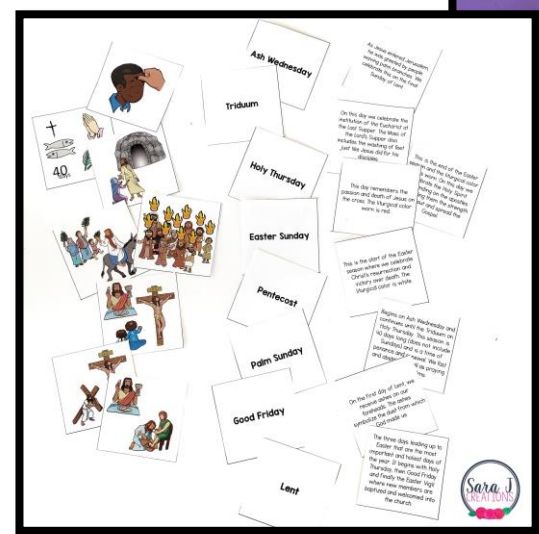 Ash Wednesday
Triduum
Holy Thursday
Easter Sunday
Pentecost
Palm Sunday
Good Friday
Lent
40
As Jesus entered Jerusalem,
he was greeted by people
waving palm branches. We
celebrate this on the final
Sunday of Lent.
On this day we celebrate the
institution of the Eucharist at
the Last Supper. The Mass of
the Lord's Supper also
includes the washing of feet
just like Jesus did for his
disciples.
This is the end of the Easter
season and the liturgical color
is worn. On this day we
the Holy Spirit
on the apostles,
them the strength
and spread the
Gospel.
This day remembers the
passion and death of Jesus on
the cross. The liturgical color
worn is red.
This is the start of the Easter
season where we celebrate
Christ's resurrection and
victory over death. The
liturgical color is white.
Begins on Ash Wednesday and
continues until the Triduum on
Holy Thursday. This season is
40 days long (does not include
Sundays) and is a time of
penance and renewal. We fast
as praying
On the first day of Lent, we
receive ashes on our
foreheads. The ashes
symbolize the dust from which
God made us.
The three days leading up to
Easter that are the most
important and holiest days of
the year. It begins with Holy
Thursday, then Good Friday
and finally the Easter Vigil
where new members are
baptized and welcomed into
the church.
Sara J
CREATIONS